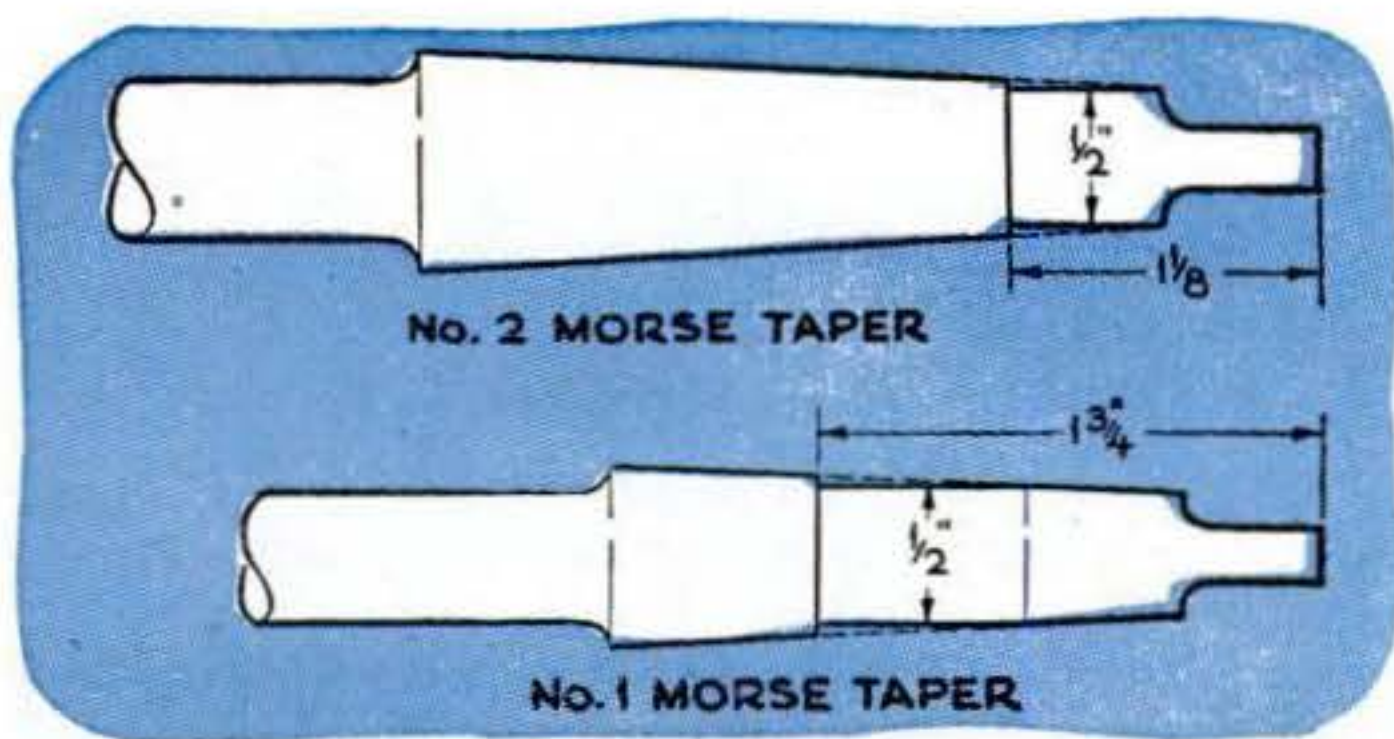 1/2"
1 1/8
No. 2 MORSE TAPER
1 3/4"
1/2"
No. 1 MORSE TAPER